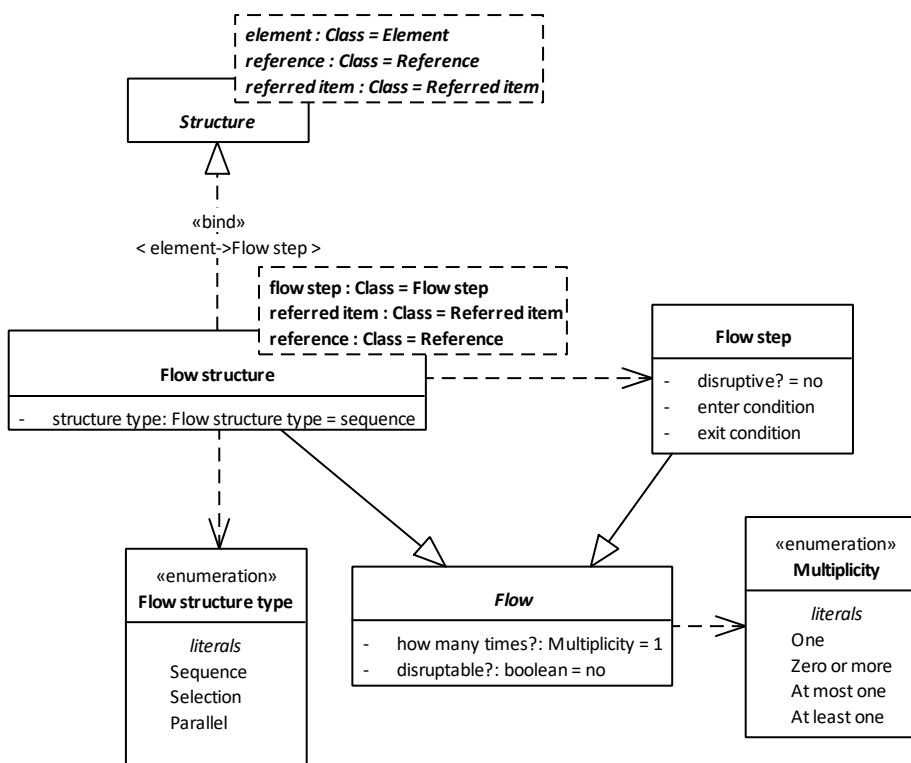 element : Class = Element
reference : Class = Reference
referred item : Class = Referred item
Structure
«bind»
< element->Flow step >
flow step : Class = Flow step
referred item : Class = Referred item
reference : Class = Reference
Flow structure
- structure type: Flow structure type = sequence
Flow step
- disruptive? = no
- enter condition
- exit condition
«enumeration»
Flow structure type
literals
Sequence
Selection
Parallel
Flow
- how many times?: Multiplicity = 1
- disruptable?: boolean = no
«enumeration»
Multiplicity
literals
One
Zero or more
At most one
At least one